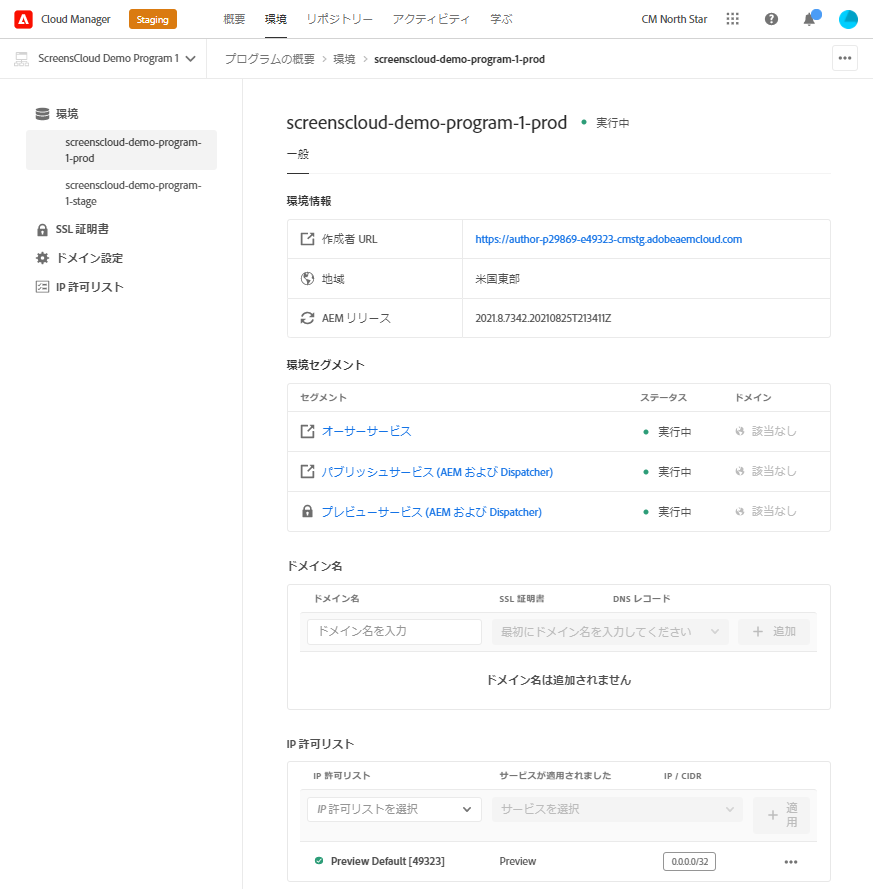 Cloud Manager Staging 概要 環境 リポジトリー アクティビティ 学ぶ CM North Star
ScreensCloud Demo Program 1 プログラムの概要 > 環境 > screenscloud-demo-program-1-prod
環境
screenscloud-demo-program-
1-prod
screenscloud-demo-program-
1-stage
SSL 証明書
ドメイン設定
IP 許可リスト
screenscloud-demo-program-1-prod 実行中
一般
環境情報
作成者 URL https://author-p29869-e49323-cmstg.adobeaemcloud.com
地域 米国東部
AEM リリース 2021.8.7342.20210825T213411Z
環境セグメント
セグメント ステータス ドメイン
オーサーサービス 実行中 該当なし
パブリッシュサービス (AEM および Dispatcher) 実行中 該当なし
プレビューサービス (AEM および Dispatcher) 実行中 該当なし
ドメイン名
ドメイン名 SSL 証明書 DNS レコード
ドメイン名を入力 最初にドメイン名を入力してください + 追加
ドメイン名は追加されません
IP 許可リスト
IP 許可リスト サービスが適用されました IP / CIDR
IP 許可リストを選択 サービスを選択 + 適
用
Preview Default [49323] Preview 0.0.0.0/32